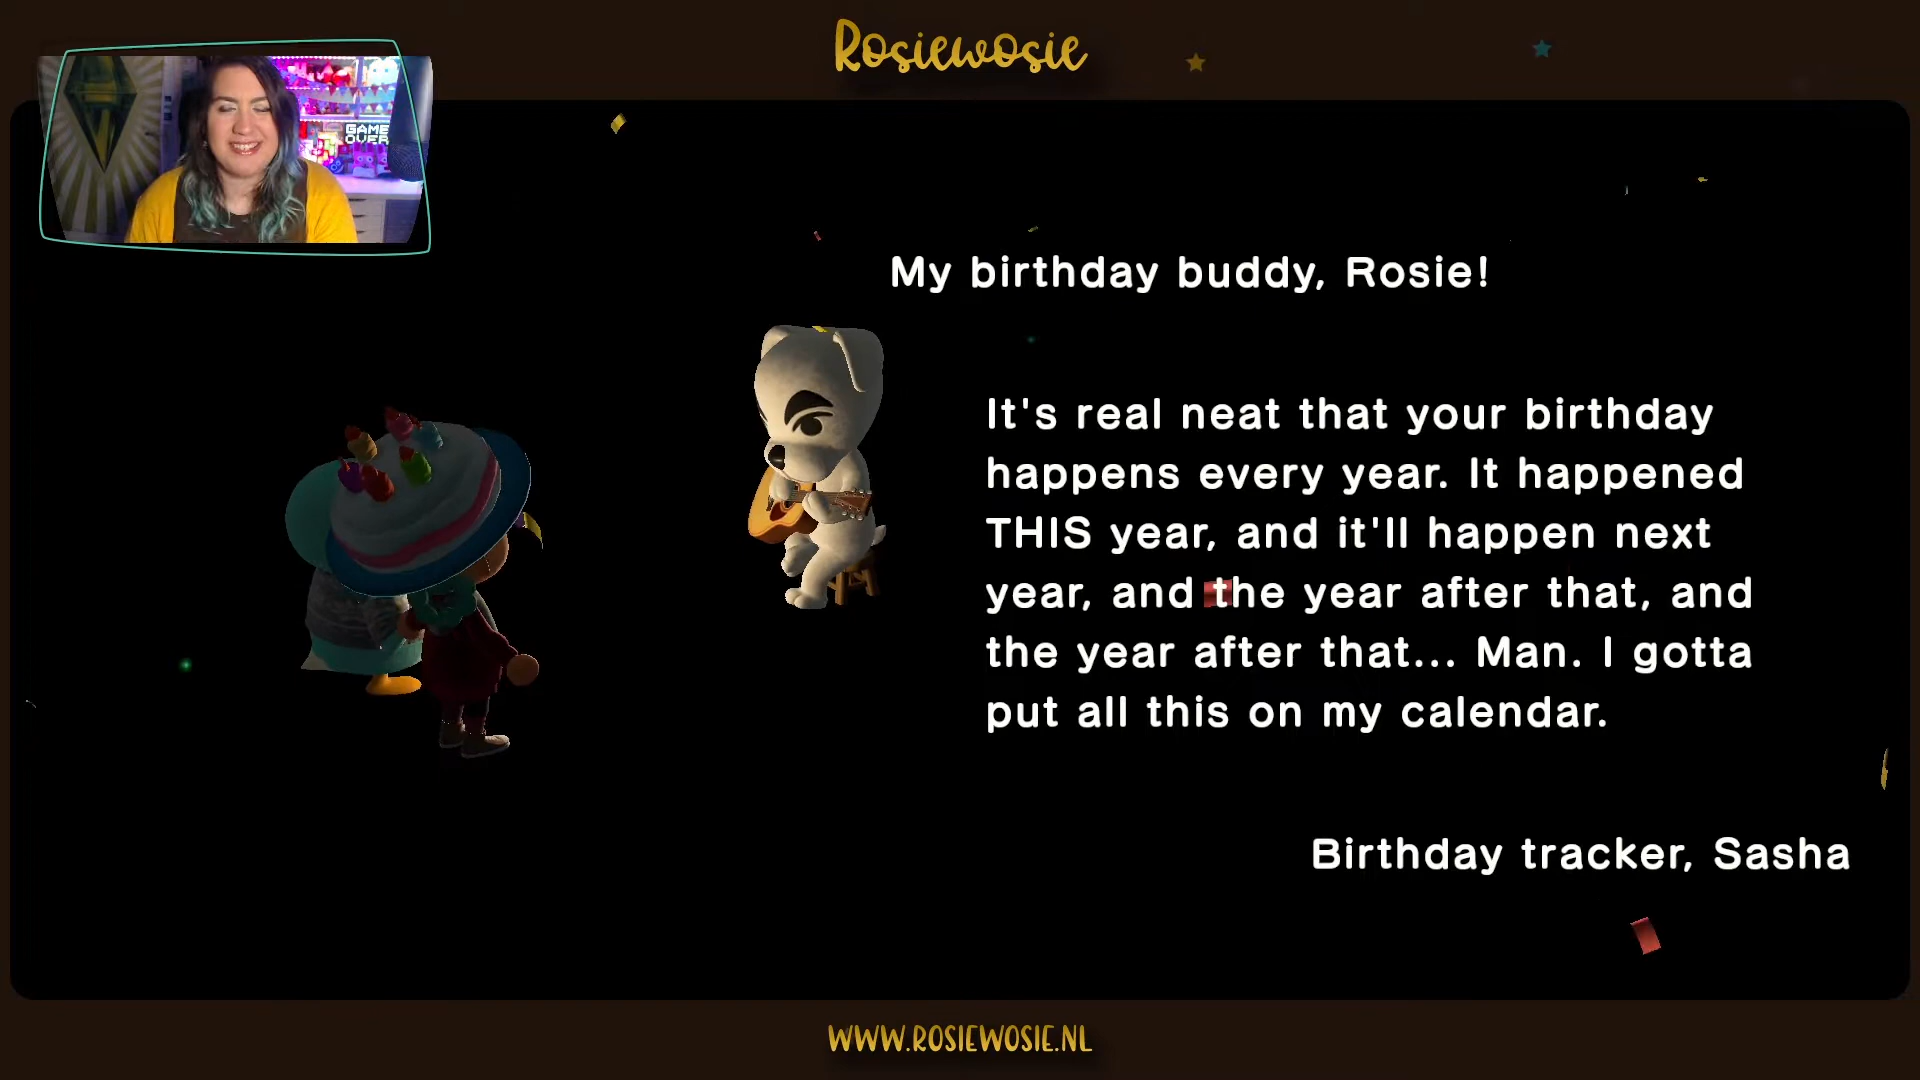 Rosiewosie
GAME
OVER
My birthday buddy, Rosie!
It's real neat that your birthday
happens every year. It happened
THIS year, and it'll happen next
year, and the year after that, and
the year after that... Man. I gotta
put all this on my calendar.
Birthday tracker, Sasha
WWW.ROSIEWOSIE.NL